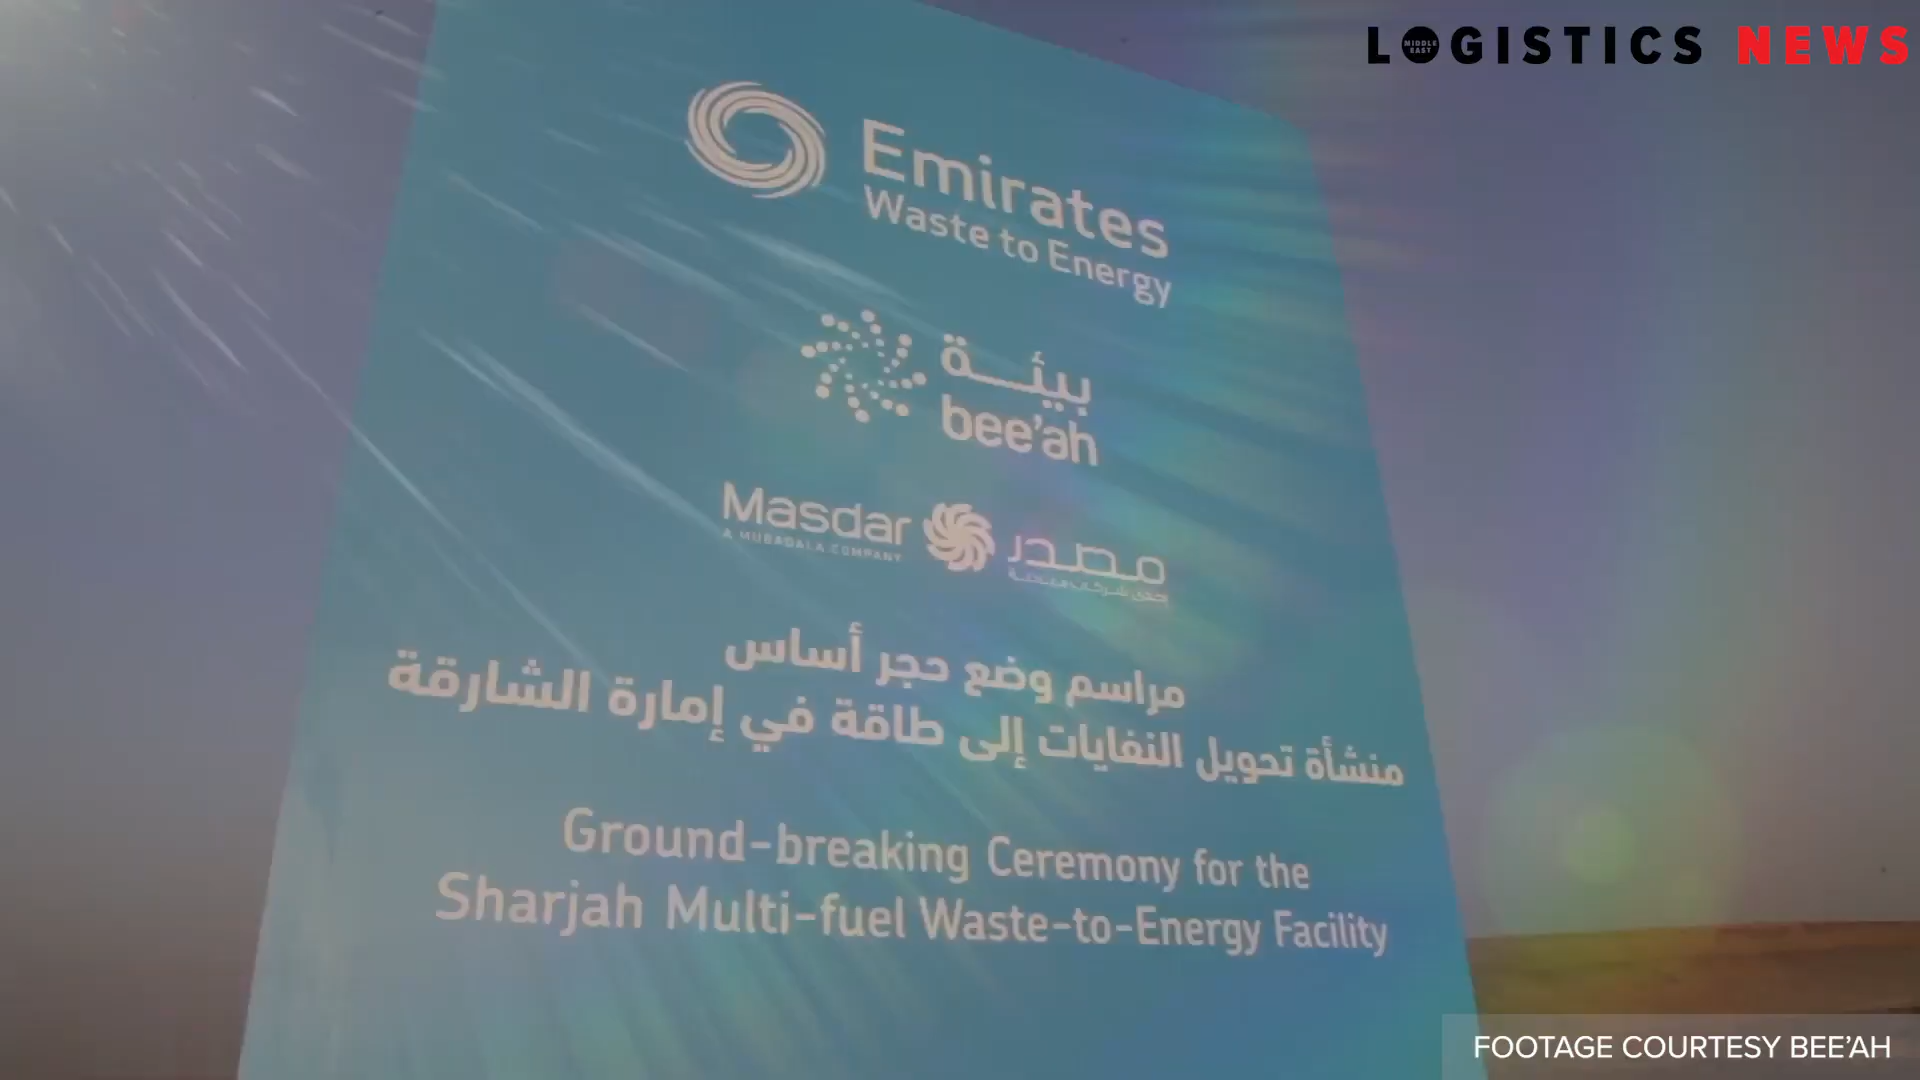 LOGISTICS NEWS
MIDDLE EAST
Emirates
Waste to Energy
بيئة
bee'ah
Masdar مصدر
A MUBADALA COMPANY
مراسم وضع حجر أساس
منشأة تحويل النفايات إلى طاقة في إمارة الشارقة
Ground-breaking Ceremony for the
Sharjah Multi-fuel Waste-to-Energy Facility
FOOTAGE COURTESY BEE'AH